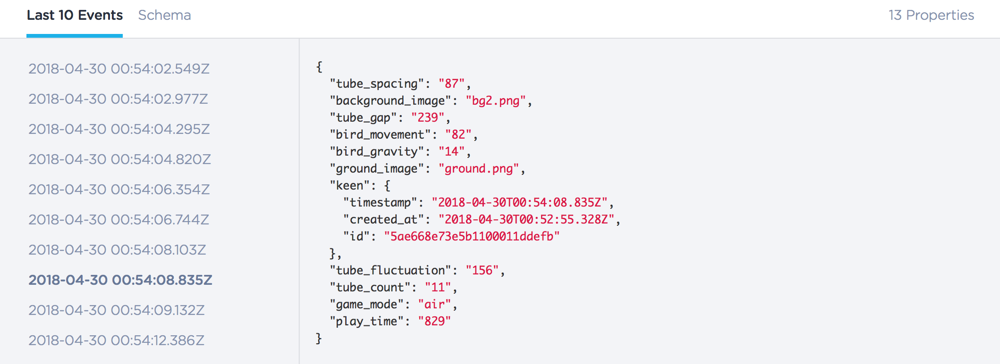 Last 10 Events Schema 13 Properties
2018-04-30 00:54:02.549Z
2018-04-30 00:54:02.977Z
2018-04-30 00:54:04.295Z
2018-04-30 00:54:04.820Z
2018-04-30 00:54:06.354Z
2018-04-30 00:54:06.744Z
2018-04-30 00:54:08.103Z
2018-04-30 00:54:08.835Z
2018-04-30 00:54:09.132Z
2018-04-30 00:54:12.386Z
{
"tube_spacing": "87",
"background_image": "bg2.png",
"tube_gap": "239",
"bird_movement": "82",
"bird_gravity": "14",
"ground_image": "ground.png",
"keen": {
"timestamp": "2018-04-30T00:54:08.835Z",
"created_at": "2018-04-30T00:52:55.328Z",
"id": "5ae668e73e5b1100011ddefb"
},
"tube_fluctuation": "156",
"tube_count": "11",
"game_mode": "air",
"play_time": "829"
}